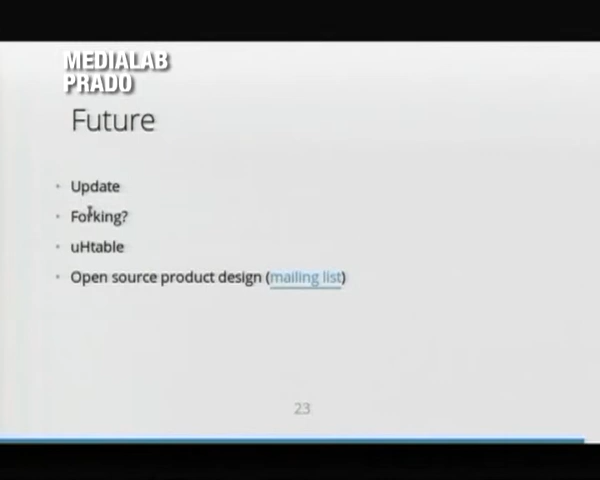 MEDIALAB
PRADO
Future
Update
Forking?
uHtable
Open source product design (mailing list)
23